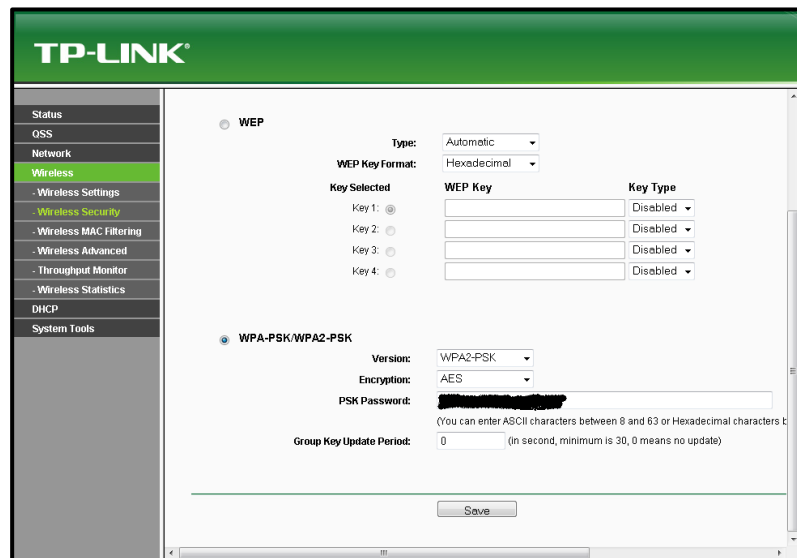 TP-LINK®
Status
QSS
Network
Wireless
- Wireless Settings
- Wireless Security
- Wireless MAC Filtering
- Wireless Advanced
- Throughput Monitor
- Wireless Statistics
DHCP
System Tools
WEP
Type: Automatic
WEP Key Format: Hexadecimal
Key Selected WEP Key Key Type
Key 1: Disabled
Key 2: Disabled
Key 3: Disabled
Key 4: Disabled
WPA-PSK/WPA2-PSK
Version: WPA2-PSK
Encryption: AES
PSK Password:
(You can enter ASCII characters between 8 and 63 or Hexadecimal characters
Group Key Update Period: 0 (in second, minimum is 30, 0 means no update)
Save